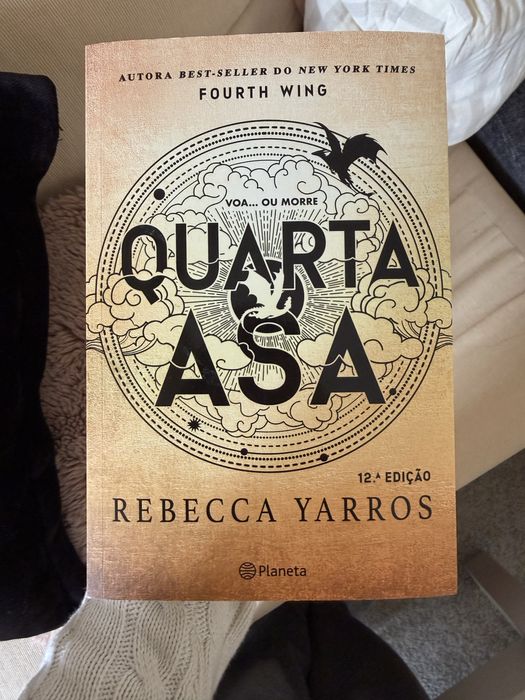 AUTORA BEST-SELLER DO NEW YORK TIMES
FOURTH WING
VOA... OU MORRE
QUARTA
ASA
12.ª EDIÇÃO
REBECCA YARROS
Planeta